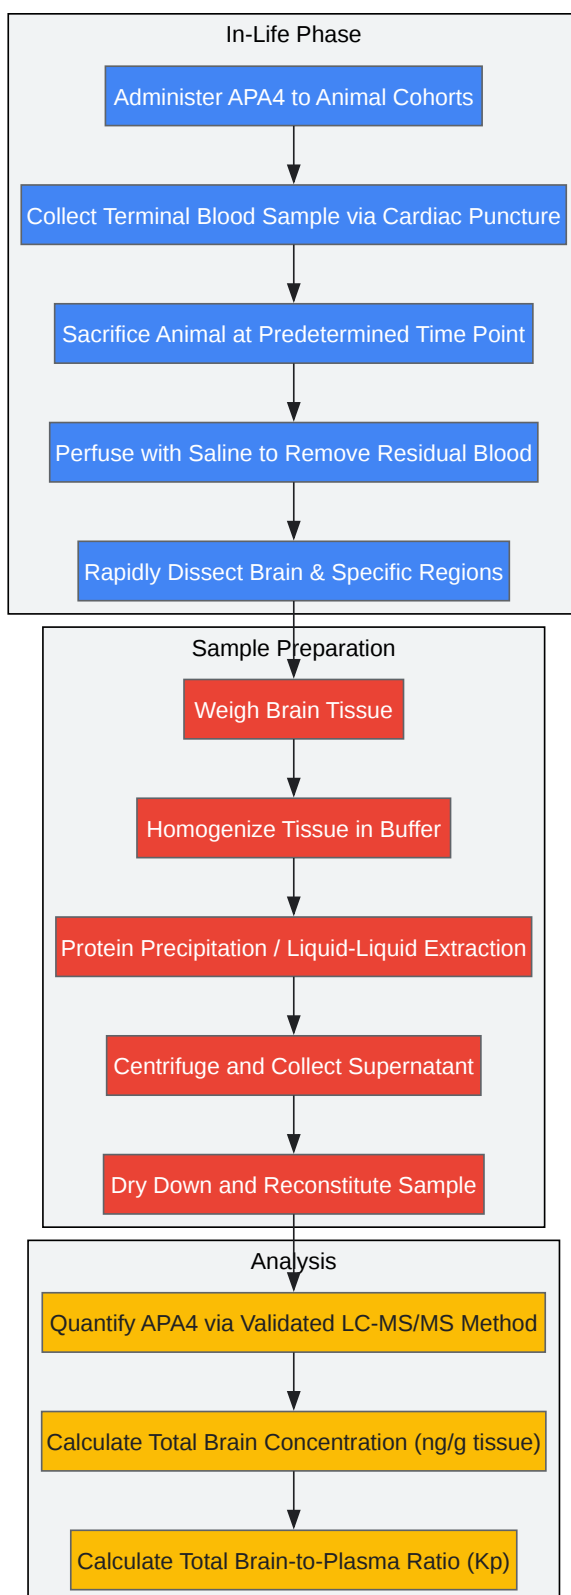 In-Life Phase
Administer APA4 to Animal Cohorts
Collect Terminal Blood Sample via Cardiac Puncture
Sacrifice Animal at Predetermined Time Point
Perfuse with Saline to Remove Residual Blood
Rapidly Dissect Brain & Specific Regions
Sample Preparation
Weigh Brain Tissue
Homogenize Tissue in Buffer
Protein Precipitation / Liquid-Liquid Extraction
Centrifuge and Collect Supernatant
Dry Down and Reconstitute Sample
Analysis
Quantify APA4 via Validated LC-MS/MS Method
Calculate Total Brain Concentration (ng/g tissue)
Calculate Total Brain-to-Plasma Ratio (Kp)